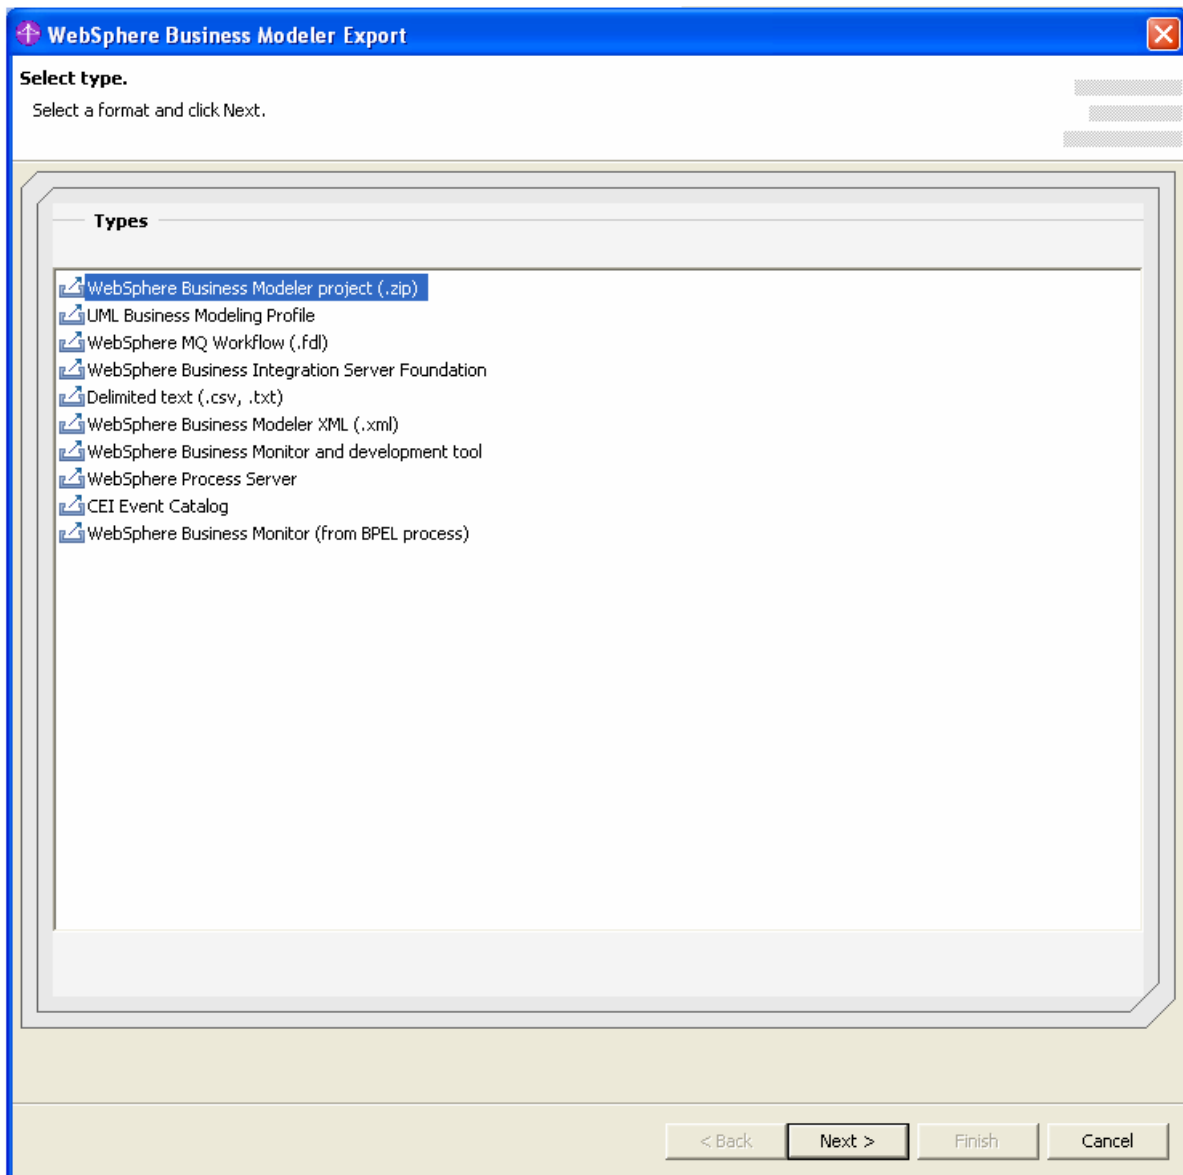 WebSphere Business Modeler Export
Select type.
Select a format and click Next.
Types
WebSphere Business Modeler project (.zip)
UML Business Modeling Profile
WebSphere MQ Workflow (.fdl)
WebSphere Business Integration Server Foundation
Delimited text (.csv, .txt)
WebSphere Business Modeler XML (.xml)
WebSphere Business Monitor and development tool
WebSphere Process Server
CEI Event Catalog
WebSphere Business Monitor (from BPEL process)
< Back Next > Finish Cancel